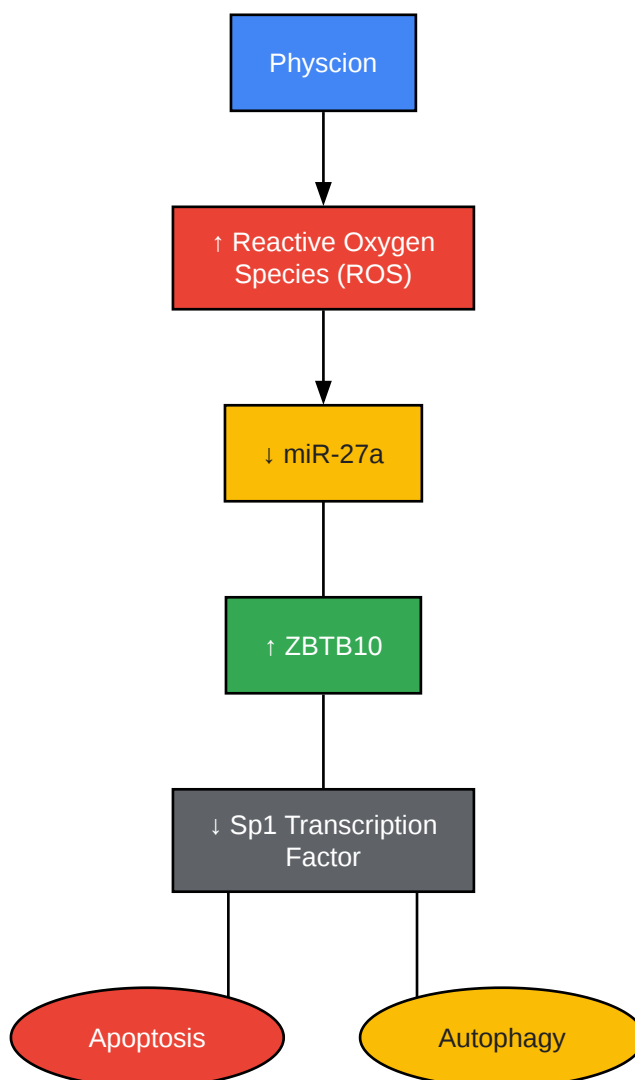 Physcion
↑ Reactive Oxygen
Species (ROS)
↓ miR-27a
↑ ZBTB10
↓ Sp1 Transcription
Factor
Apoptosis
Autophagy